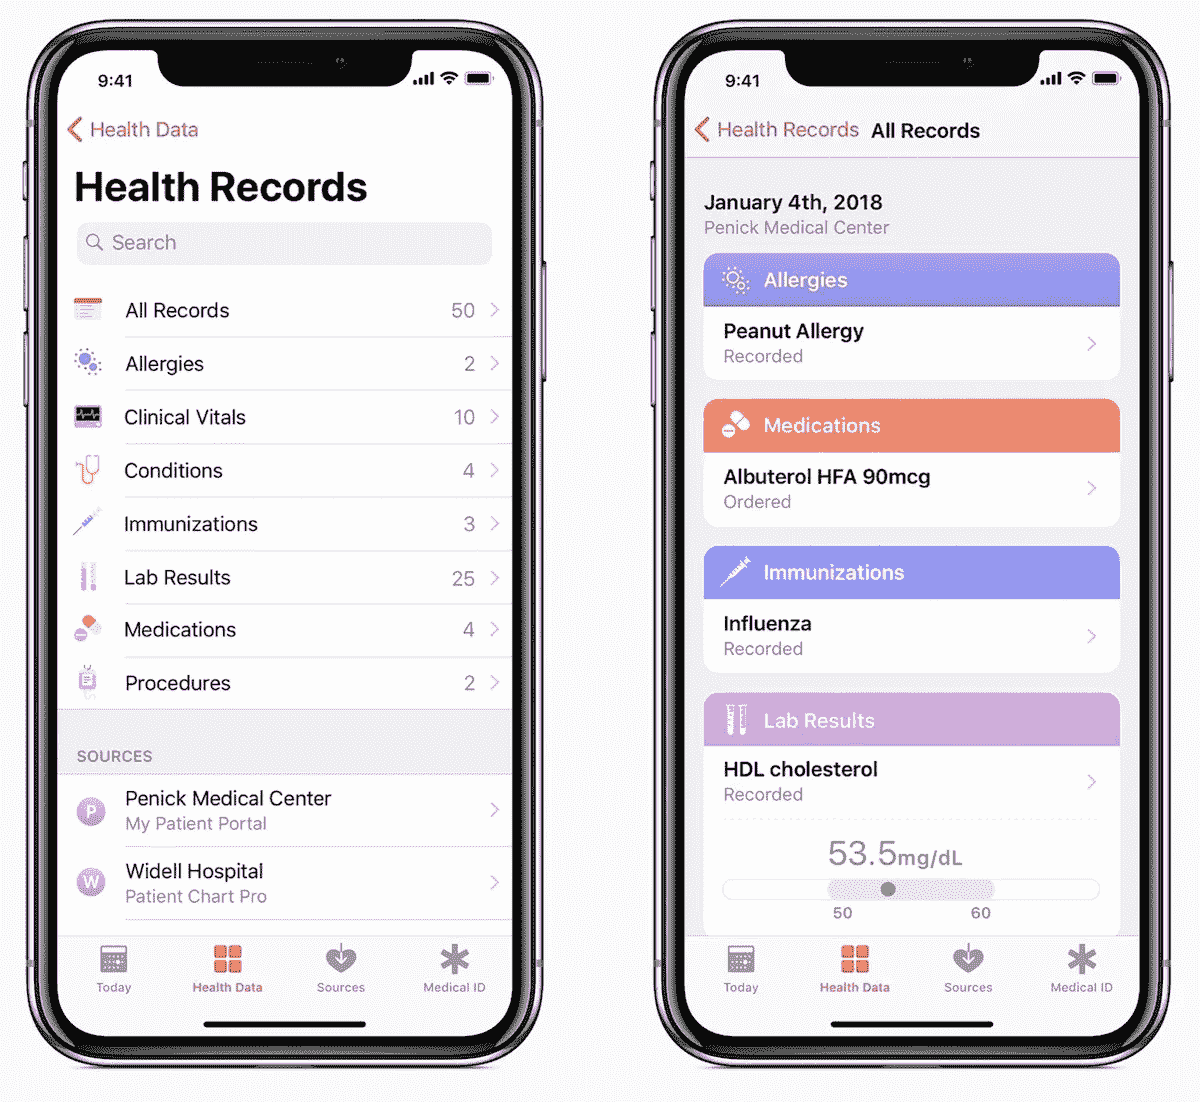 9:41
Health Data
Health Records
Search
All Records 50
Allergies 2
Clinical Vitals 10
Conditions 4
Immunizations 3
Lab Results 25
Medications 4
Procedures 2
SOURCES
P
Penick Medical Center
My Patient Portal
W
Widell Hospital
Patient Chart Pro
Today Health Data Sources Medical ID
9:41
Health Records All Records
January 4th, 2018
Penick Medical Center
Allergies
Peanut Allergy
Recorded
Medications
Albuterol HFA 90mcg
Ordered
Immunizations
Influenza
Recorded
Lab Results
HDL cholesterol
Recorded
53.5mg/dL
50 60
Today Health Data Sources Medical ID